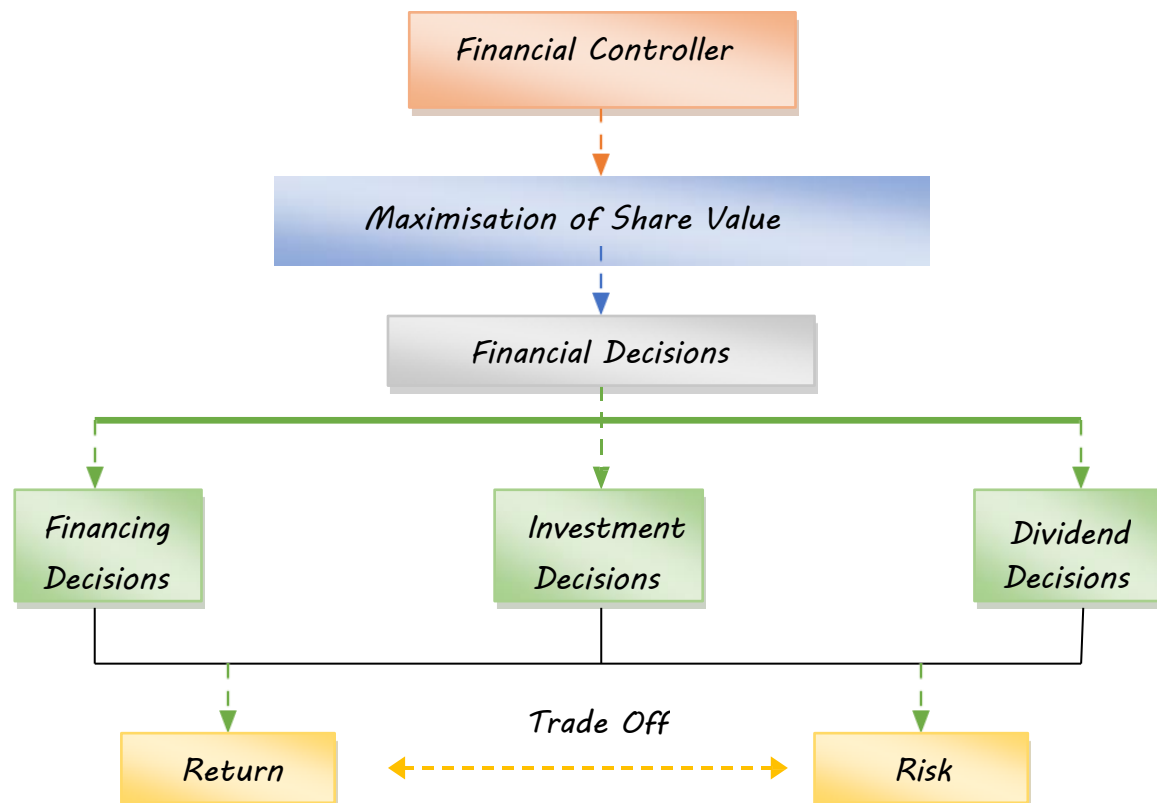 Financial Controller
Maximisation of Share Value
Financial Decisions
Financing
Decisions
Investment
Decisions
Dividend
Decisions
Trade Off
Return
Risk